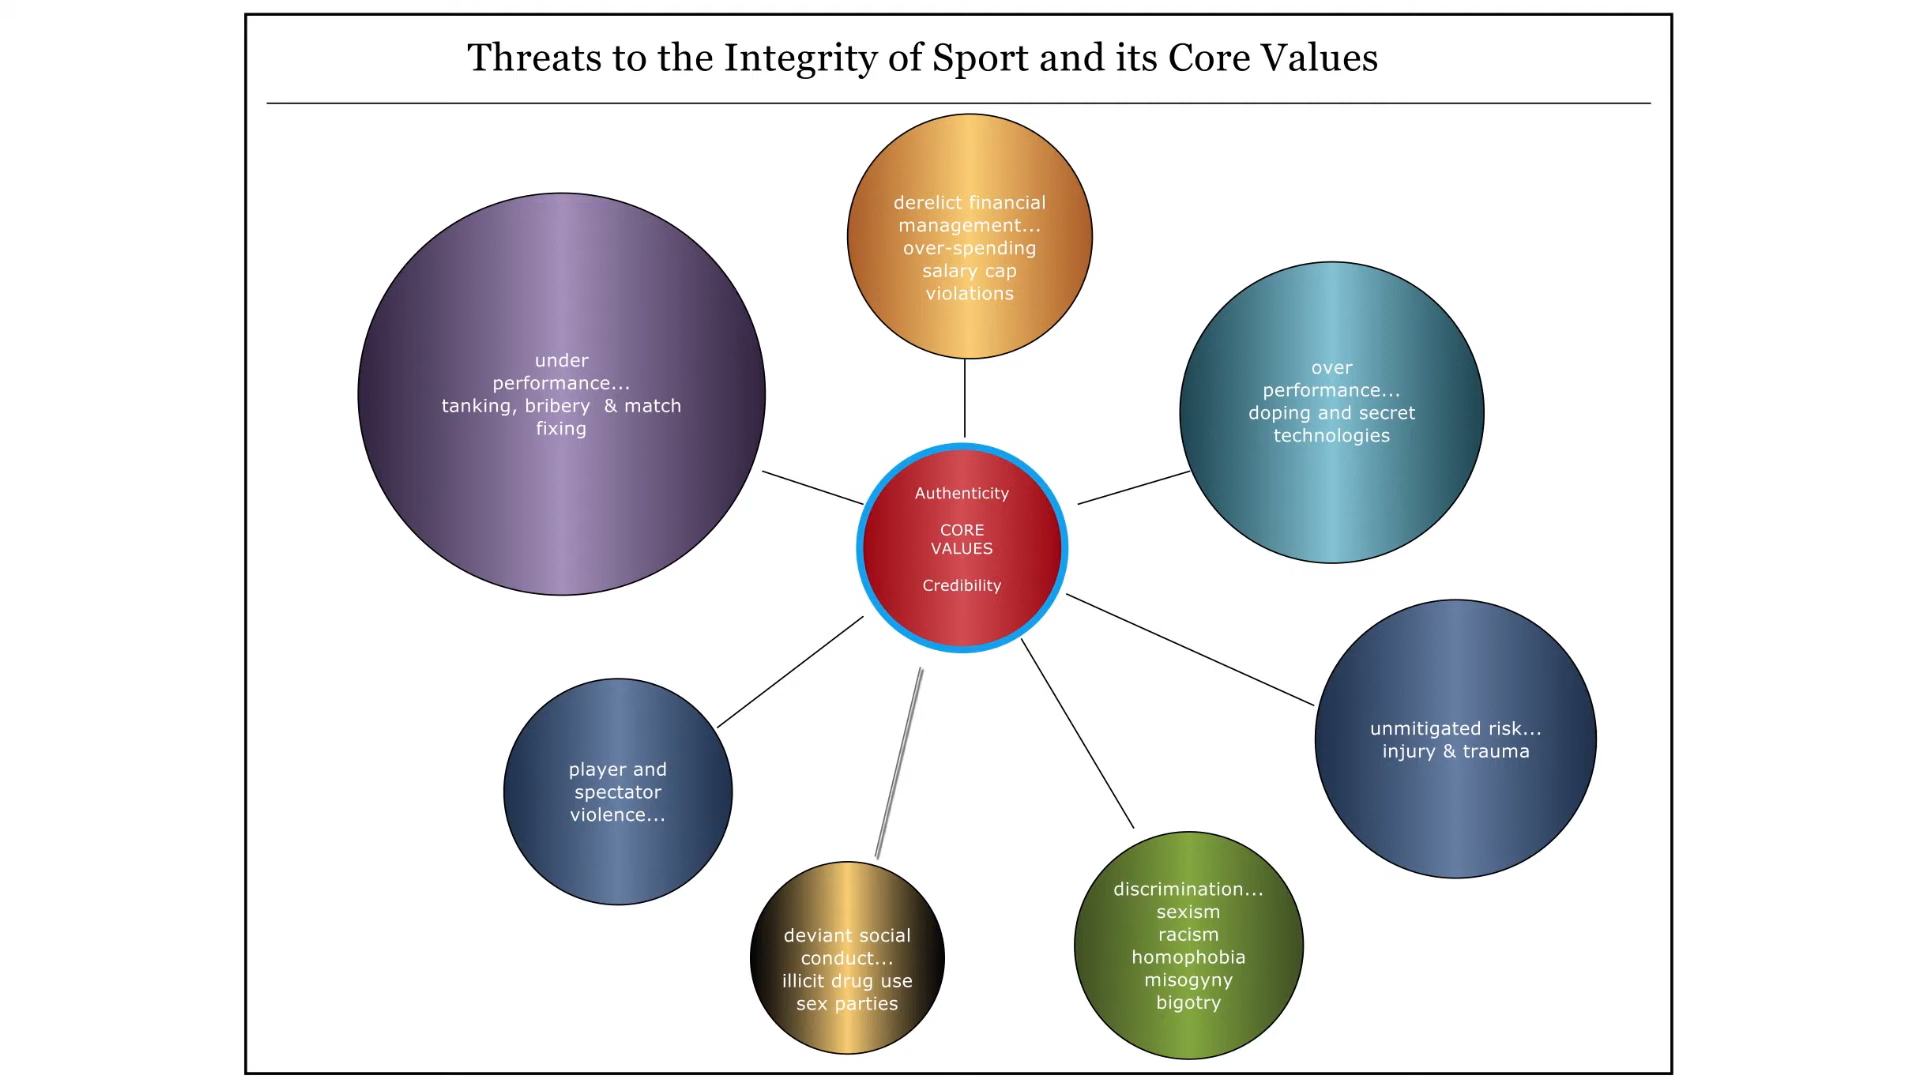 Threats to the Integrity of Sport and its Core Values
derelict financial
management...
over-spending
salary cap
violations
under
performance...
tanking, bribery  & match
fixing
over
performance...
doping and secret
technologies
Authenticity
CORE
VALUES
Credibility
unmitigated risk...
injury & trauma
player and
spectator
violence...
discrimination...
sexism
racism
homophobia
misogyny
bigotry
deviant social
conduct...
illicit drug use
sex parties